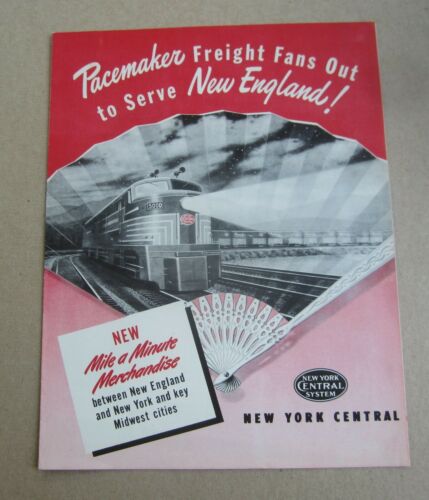 Pacemaker Freight Fans Out
to Serve New England!
5000
NEW
Mile a Minute
Merchandise
between New England
and New York and key
Midwest cities
NEW YORK
CENTRAL
SYSTEM
NEW YORK CENTRAL